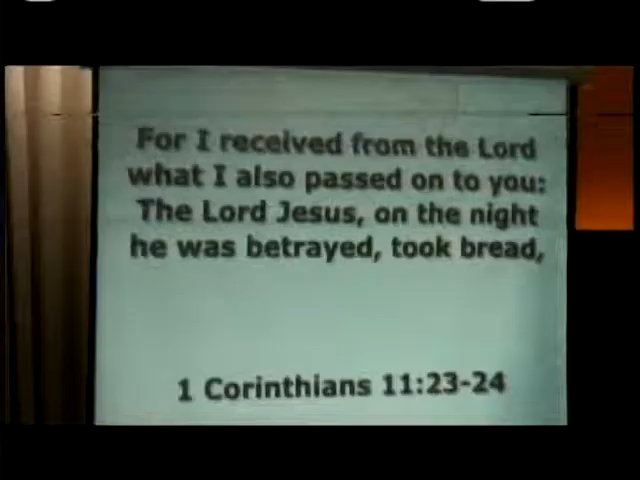 For I received from the Lord
what I also passed on to you:
The Lord Jesus, on the night
he was betrayed, took bread,
1 Corinthians 11:23-24